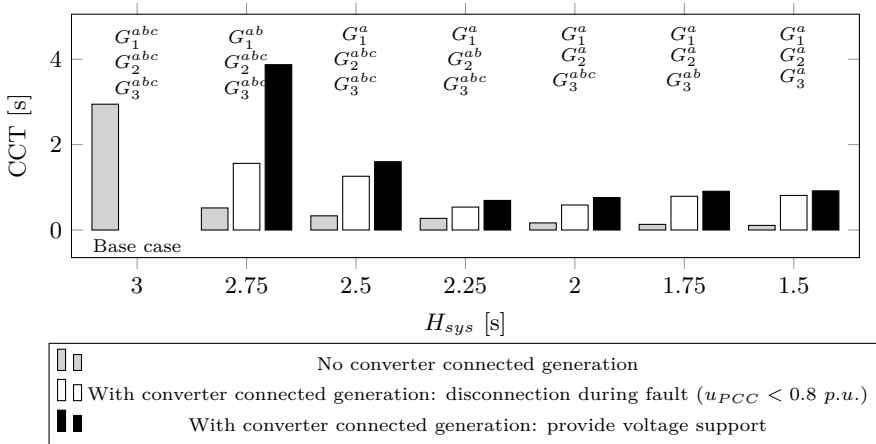 4
2
0
CCT [s]
G_1^{abc} G_1^{ab} G_1^{a} G_1^{a} G_1^{a} G_1^{a} G_1^{a}
G_2^{abc} G_2^{abc} G_2^{abc} G_2^{ab} G_2^{a} G_2^{a} G_2^{a}
G_3^{abc} G_3^{abc} G_3^{abc} G_3^{abc} G_3^{abc} G_3^{ab} G_3^{a}
Base case
3 2.75 2.5 2.25 2 1.75 1.5
H_{sys} [s]
No converter connected generation
With converter connected generation: disconnection during fault (u_{PCC} < 0.8 p.u.)
With converter connected generation: provide voltage support